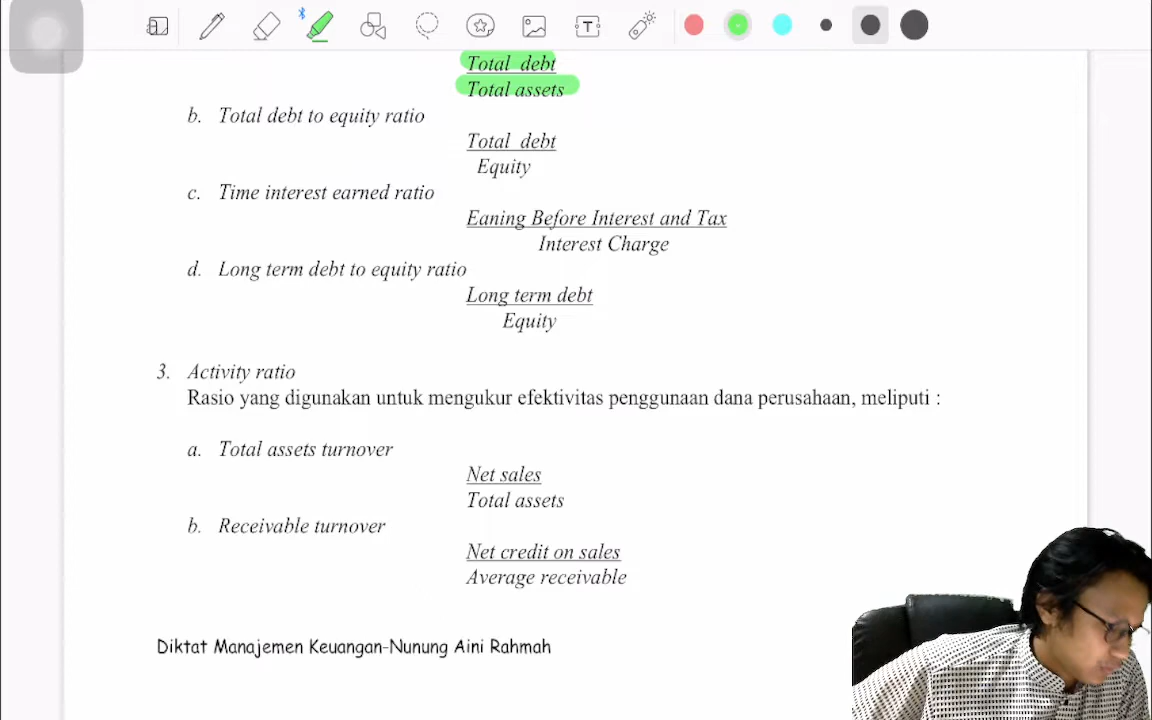 Total debt
Total assets
b. Total debt to equity ratio
Total debt
Equity
c. Time interest earned ratio
Eaning Before Interest and Tax
Interest Charge
d. Long term debt to equity ratio
Long term debt
Equity
3. Activity ratio
Rasio yang digunakan untuk mengukur efektivitas penggunaan dana perusahaan, meliputi :
a. Total assets turnover
Net sales
Total assets
b. Receivable turnover
Net credit on sales
Average receivable
Diktat Manajemen Keuangan-Nunung Aini Rahmah